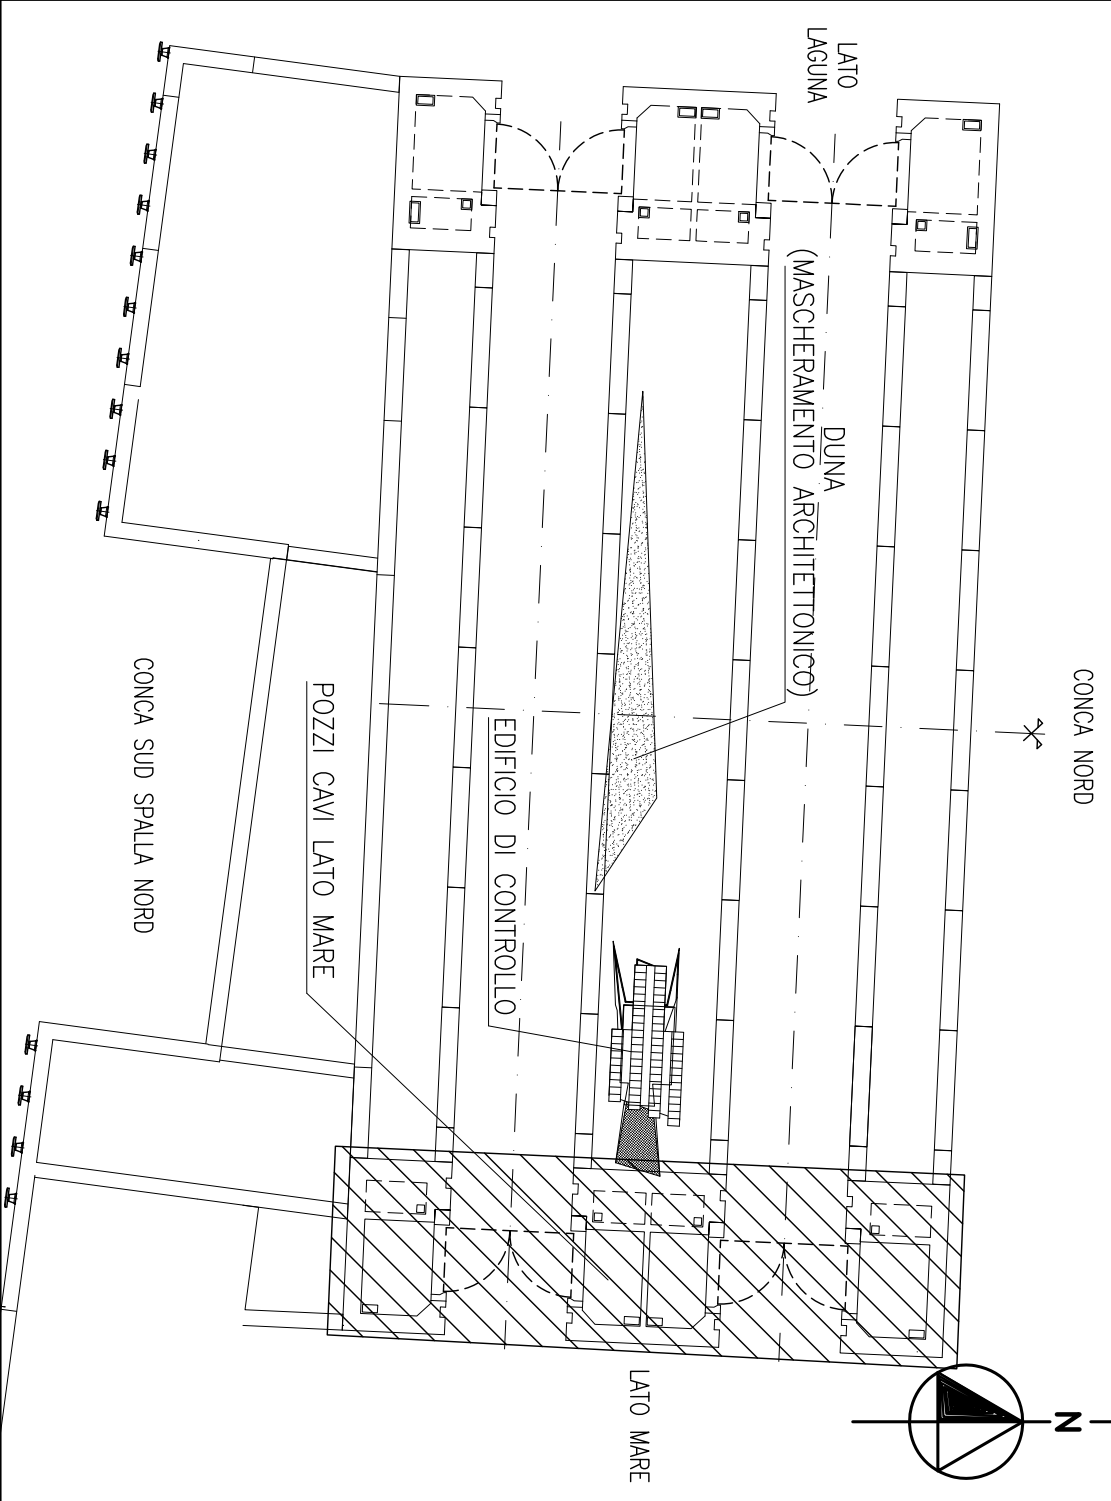 LATO
LAGUNA
DUNA
(MASCHERAMENTO ARCHITETTONICO)
CONCA NORD
CONCA SUD SPALLA NORD
POZZI CAVI LATO MARE
EDIFICIO DI CONTROLLO
LATO MARE
N